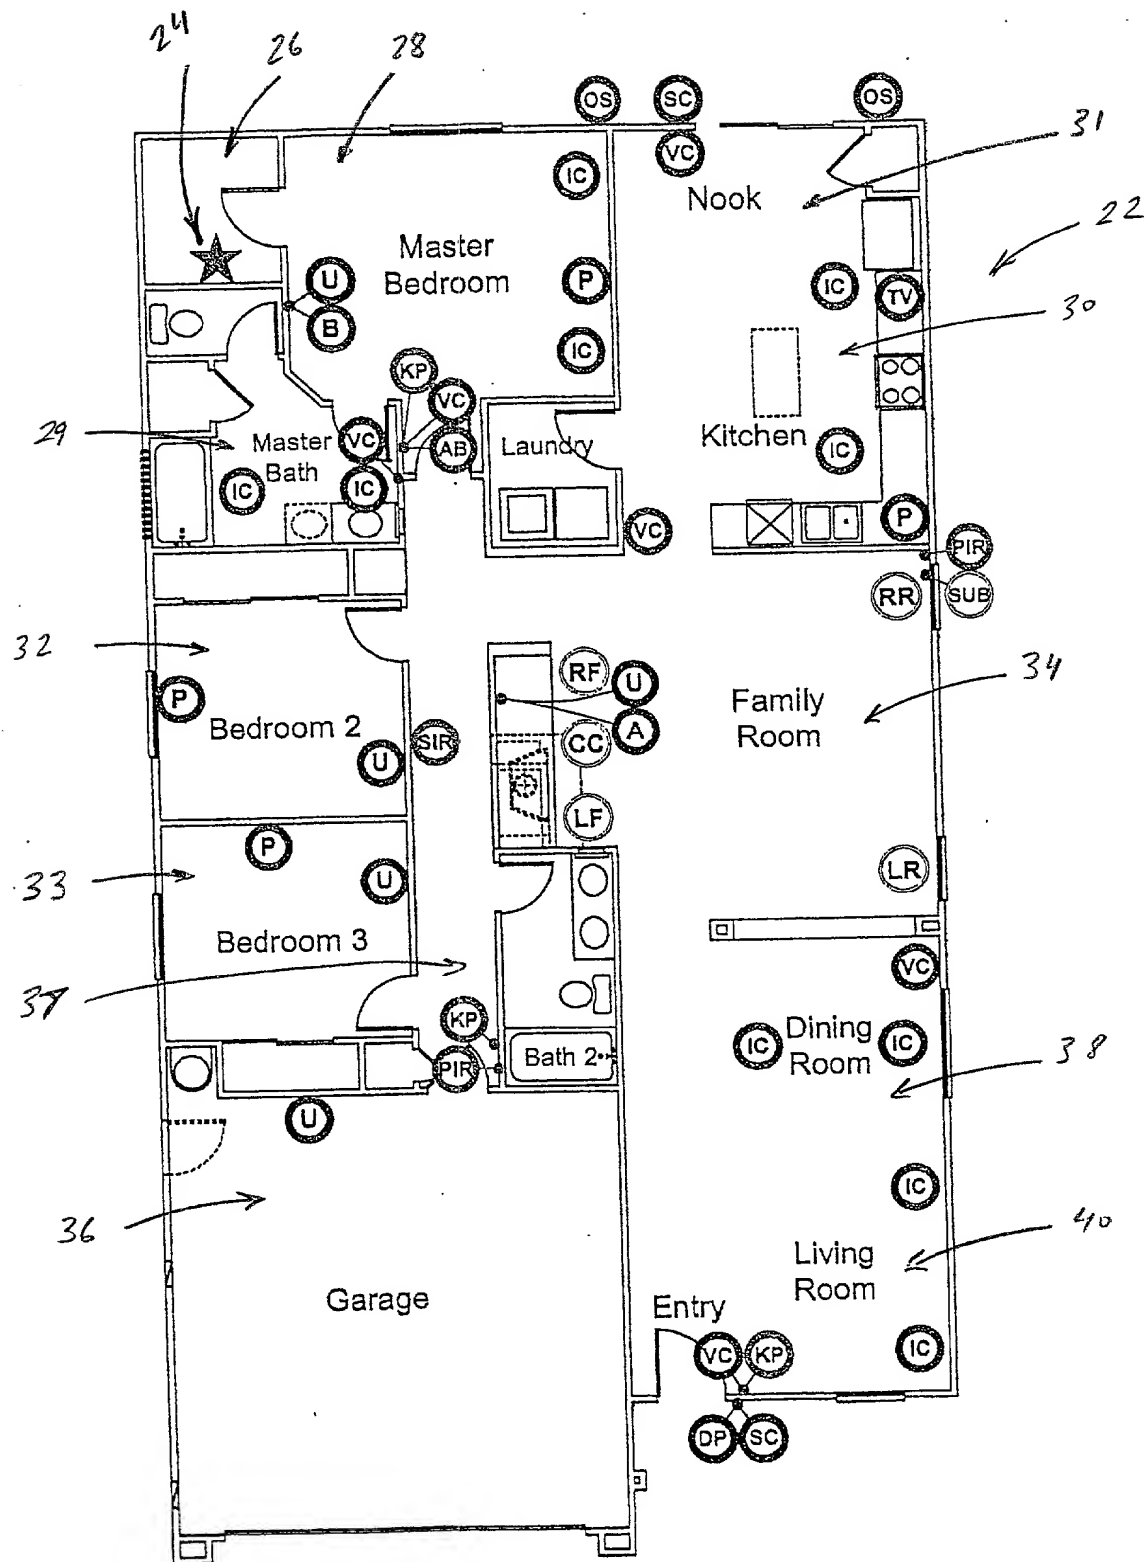 24
26
28
OS
SC
OS
31
VC
IC
Nook
22
Master
Bedroom
U
P
IC
TV
B
30
IC
KP
VC
29
Master
Bath
VC
AB
Laundry
Kitchen
IC
IC
IC
P
VC
PIR
RR
SUB
32
34
RF
U
P
Family
Room
Bedroom 2
SIR
A
CC
U
LF
P
33
U
LR
Bedroom 3
VC
37
KP
Dining
Room
IC
IC
38
PIR
Bath 2
U
IC
36
40
Living
Room
Garage
Entry
VC
KP
IC
DP
SC